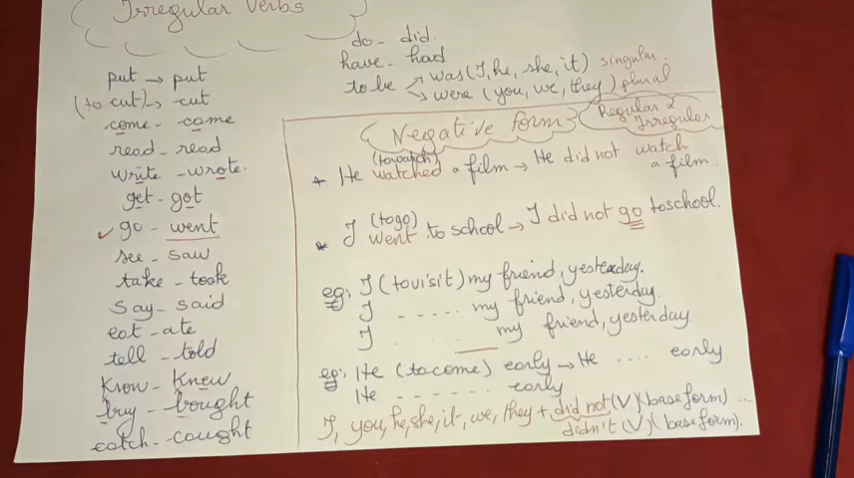 Irregular Verbs
put → put
(to cut) → cut
come - came
read - read
write - wrote.
get - got
go - went
see - saw
take - took
say - said
eat - ate
tell - told
know - knew
buy - bought
catch - caught
do - did.
have - had
to be → was (I, he, she, it) singular.
→ were (you, we, they) plural.
Negative form
Regular & Irregular
(to watch)
* He watched a film → He did not watch a film.
(to go)
* I went to school → I did not go to school.
eg: I (to visit) my friend, yesterday.
I ..... my friend, yesterday.
I . . my friend, yesterday
eg: He (to come) early → He .... early
He ....... early
I, you, he, she, it, we, they + did not (V) (base form) ...
didn't (V) (base form).